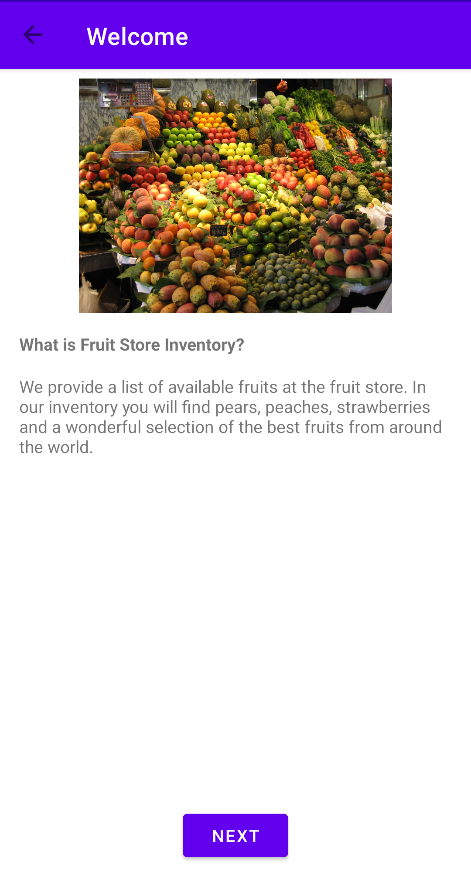 Welcome
What is Fruit Store Inventory?
We provide a list of available fruits at the fruit store. In
our inventory you will find pears, peaches, strawberries
and a wonderful selection of the best fruits from around
the world.
NEXT